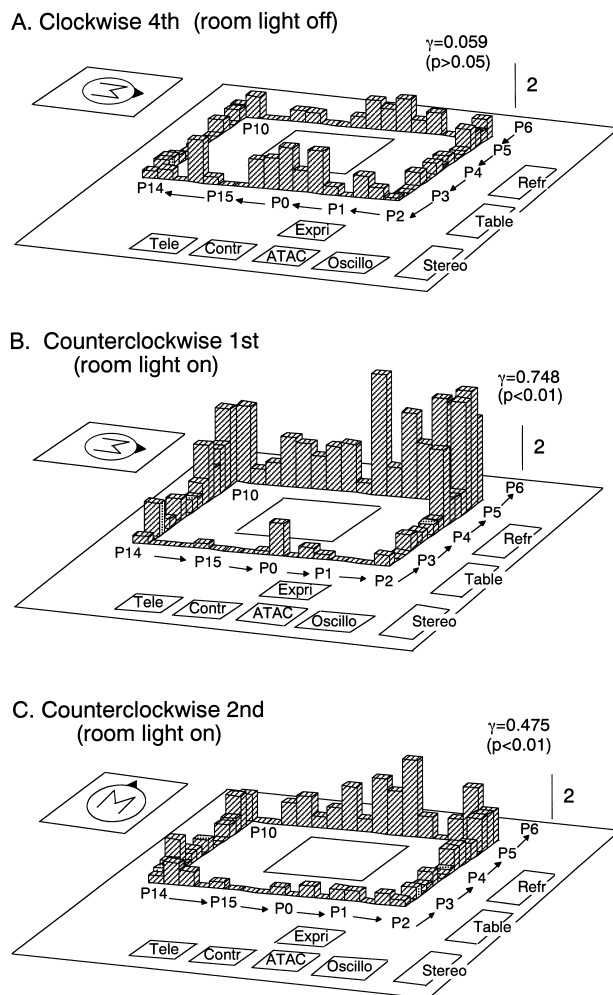 A. Clockwise 4th (room light off)
γ=0.059
(p>0.05)
2
M
P10
P6
P5
P4
P3
Refr
P14
P15
P0
P1
P2
Table
Expri
Tele
Contr
ATAC
Oscillo
Stereo
B. Counterclockwise 1st
(room light on)
γ=0.748
(p<0.01)
2
M
P10
P6
P5
P4
P3
Refr
P14
P15
P0
P1
P2
Table
Expri
Tele
Contr
ATAC
Oscillo
Stereo
C. Counterclockwise 2nd
(room light on)
γ=0.475
(p<0.01)
2
M
P10
P6
P5
P4
P3
Refr
P14
P15
P0
P1
P2
Table
Expri
Tele
Contr
ATAC
Oscillo
Stereo